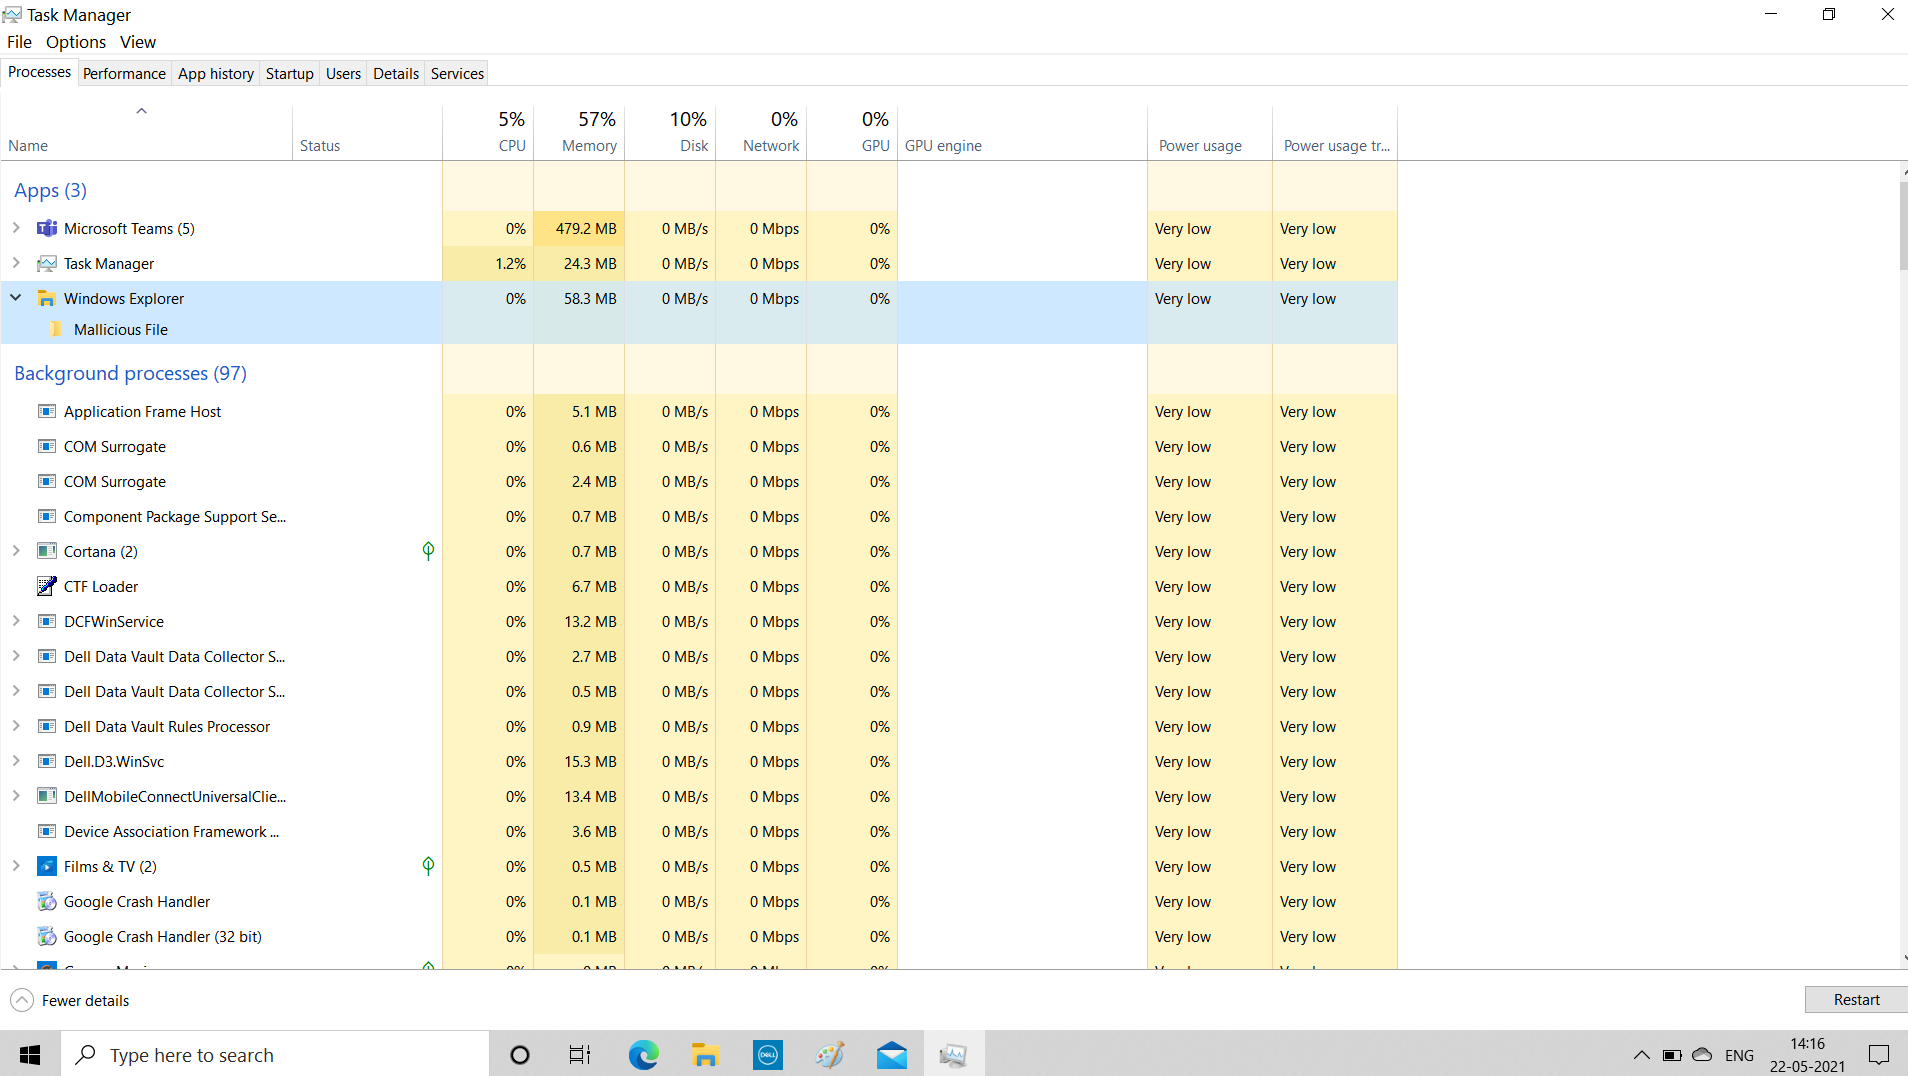 Task Manager
File Options View
Processes Performance App history Startup Users Details Services
5% 57% 10% 0% 0%
Name Status CPU Memory Disk Network GPU GPU engine Power usage Power usage tr...
Apps (3)
Microsoft Teams (5) 0% 479.2 MB 0 MB/s 0 Mbps 0% Very low Very low
Task Manager 1.2% 24.3 MB 0 MB/s 0 Mbps 0% Very low Very low
Windows Explorer 0% 58.3 MB 0 MB/s 0 Mbps 0% Very low Very low
Mallicious File
Background processes (97)
Application Frame Host 0% 5.1 MB 0 MB/s 0 Mbps 0% Very low Very low
COM Surrogate 0% 0.6 MB 0 MB/s 0 Mbps 0% Very low Very low
COM Surrogate 0% 2.4 MB 0 MB/s 0 Mbps 0% Very low Very low
Component Package Support Se... 0% 0.7 MB 0 MB/s 0 Mbps 0% Very low Very low
Cortana (2) 0% 0.7 MB 0 MB/s 0 Mbps 0% Very low Very low
CTF Loader 0% 6.7 MB 0 MB/s 0 Mbps 0% Very low Very low
DCFWinService 0% 13.2 MB 0 MB/s 0 Mbps 0% Very low Very low
Dell Data Vault Data Collector S... 0% 2.7 MB 0 MB/s 0 Mbps 0% Very low Very low
Dell Data Vault Data Collector S... 0% 0.5 MB 0 MB/s 0 Mbps 0% Very low Very low
Dell Data Vault Rules Processor 0% 0.9 MB 0 MB/s 0 Mbps 0% Very low Very low
Dell.D3.WinSvc 0% 15.3 MB 0 MB/s 0 Mbps 0% Very low Very low
DellMobileConnectUniversalClie... 0% 13.4 MB 0 MB/s 0 Mbps 0% Very low Very low
Device Association Framework ... 0% 3.6 MB 0 MB/s 0 Mbps 0% Very low Very low
Films & TV (2) 0% 0.5 MB 0 MB/s 0 Mbps 0% Very low Very low
Google Crash Handler 0% 0.1 MB 0 MB/s 0 Mbps 0% Very low Very low
Google Crash Handler (32 bit) 0% 0.1 MB 0 MB/s 0 Mbps 0% Very low Very low
Fewer details Restart
Type here to search DELL ENG 14:16
22-05-2021